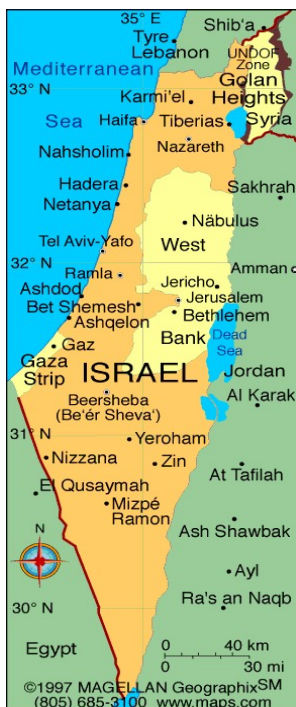 35° E
Shib'a
Tyre
Lebanon
UNDOF
Zone
Mediterranean
33° N
Golan
Heights
Karmi'el
Sea
Haifa
Tiberias
Syria
Nazareth
Nahsholim
Hadera
Sakhrah
Netanya
Näbulus
Tel Aviv-Yafo
West
32° N
Amman
Ramla
Jericho
Ashdod
Jerusalem
Bet Shemesh
Bethlehem
Ashqelon
Dead
Sea
Bank
Gaz
Gaza
Strip
ISRAEL
Jordan
Beersheba
(Be'ér Sheva')
Al Karak
31° N
Yeroham
Nizzana
Zin
At Tafilah
El Qusaymah
Mizpé
Ramon
N
Ash Shawbak
Ayl
30° N
Ra's an Naqb
Egypt
0 40 km
0 30 mi
©1997 MAGELLAN Geographix SM
(805) 685-3100 www.maps.com